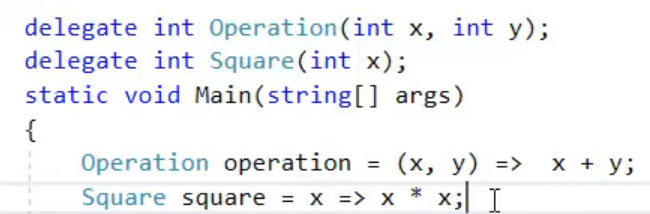 delegate int Operation(int x, int y);
delegate int Square(int x);
static void Main(string[] args)
{
Operation operation = (x, y) =>  x + y;
Square square = x => x * x;